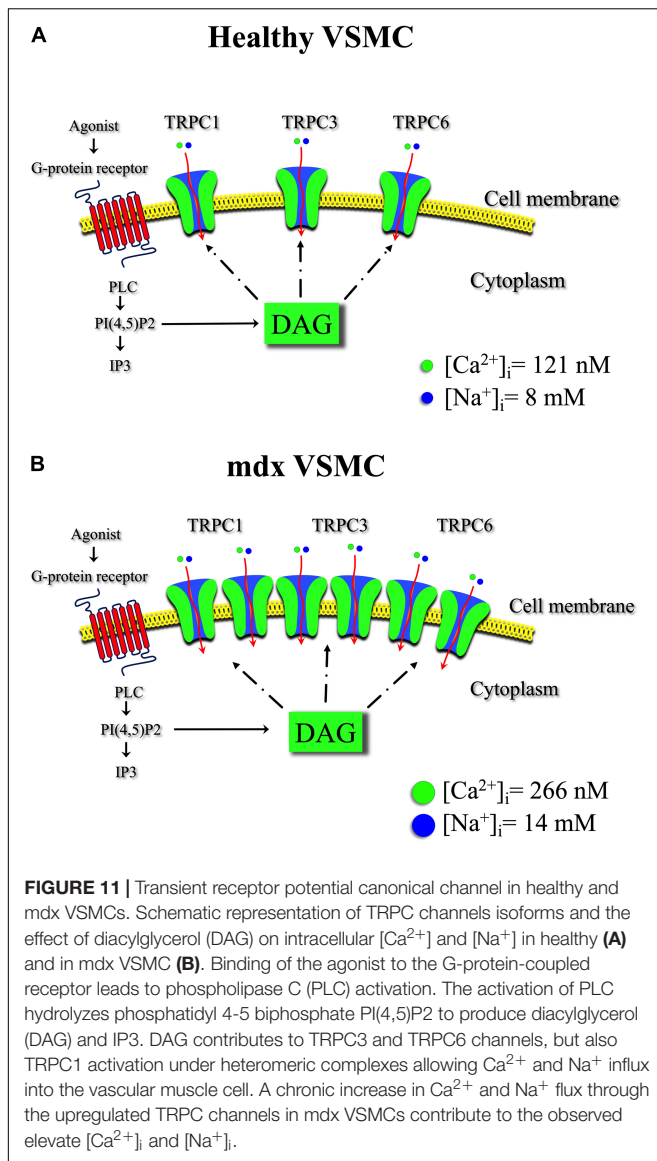 A
Healthy VSMC
Agonist
G-protein receptor
TRPC1
TRPC3
TRPC6
Cell membrane
Cytoplasm
PLC
PI(4,5)P2
IP3
DAG
[Ca²⁺]ᵢ= 121 nM
[Na⁺]ᵢ= 8 mM
B
mdx VSMC
Agonist
G-protein receptor
TRPC1
TRPC3
TRPC6
Cell membrane
Cytoplasm
PLC
PI(4,5)P2
IP3
DAG
[Ca²⁺]ᵢ= 266 nM
[Na⁺]ᵢ= 14 mM
FIGURE 11 | Transient receptor potential canonical channel in healthy and
mdx VSMCs. Schematic representation of TRPC channels isoforms and the
effect of diacylglycerol (DAG) on intracellular [Ca²⁺] and [Na⁺] in healthy (A)
and in mdx VSMC (B). Binding of the agonist to the G-protein-coupled
receptor leads to phospholipase C (PLC) activation. The activation of PLC
hydrolyzes phosphatidyl 4-5 biphosphate PI(4,5)P2 to produce diacylglycerol
(DAG) and IP3. DAG contributes to TRPC3 and TRPC6 channels, but also
TRPC1 activation under heteromeric complexes allowing Ca²⁺ and Na⁺ influx
into the vascular muscle cell. A chronic increase in Ca²⁺ and Na⁺ flux through
the upregulated TRPC channels in mdx VSMCs contribute to the observed
elevate [Ca²⁺]ᵢ and [Na⁺]ᵢ.